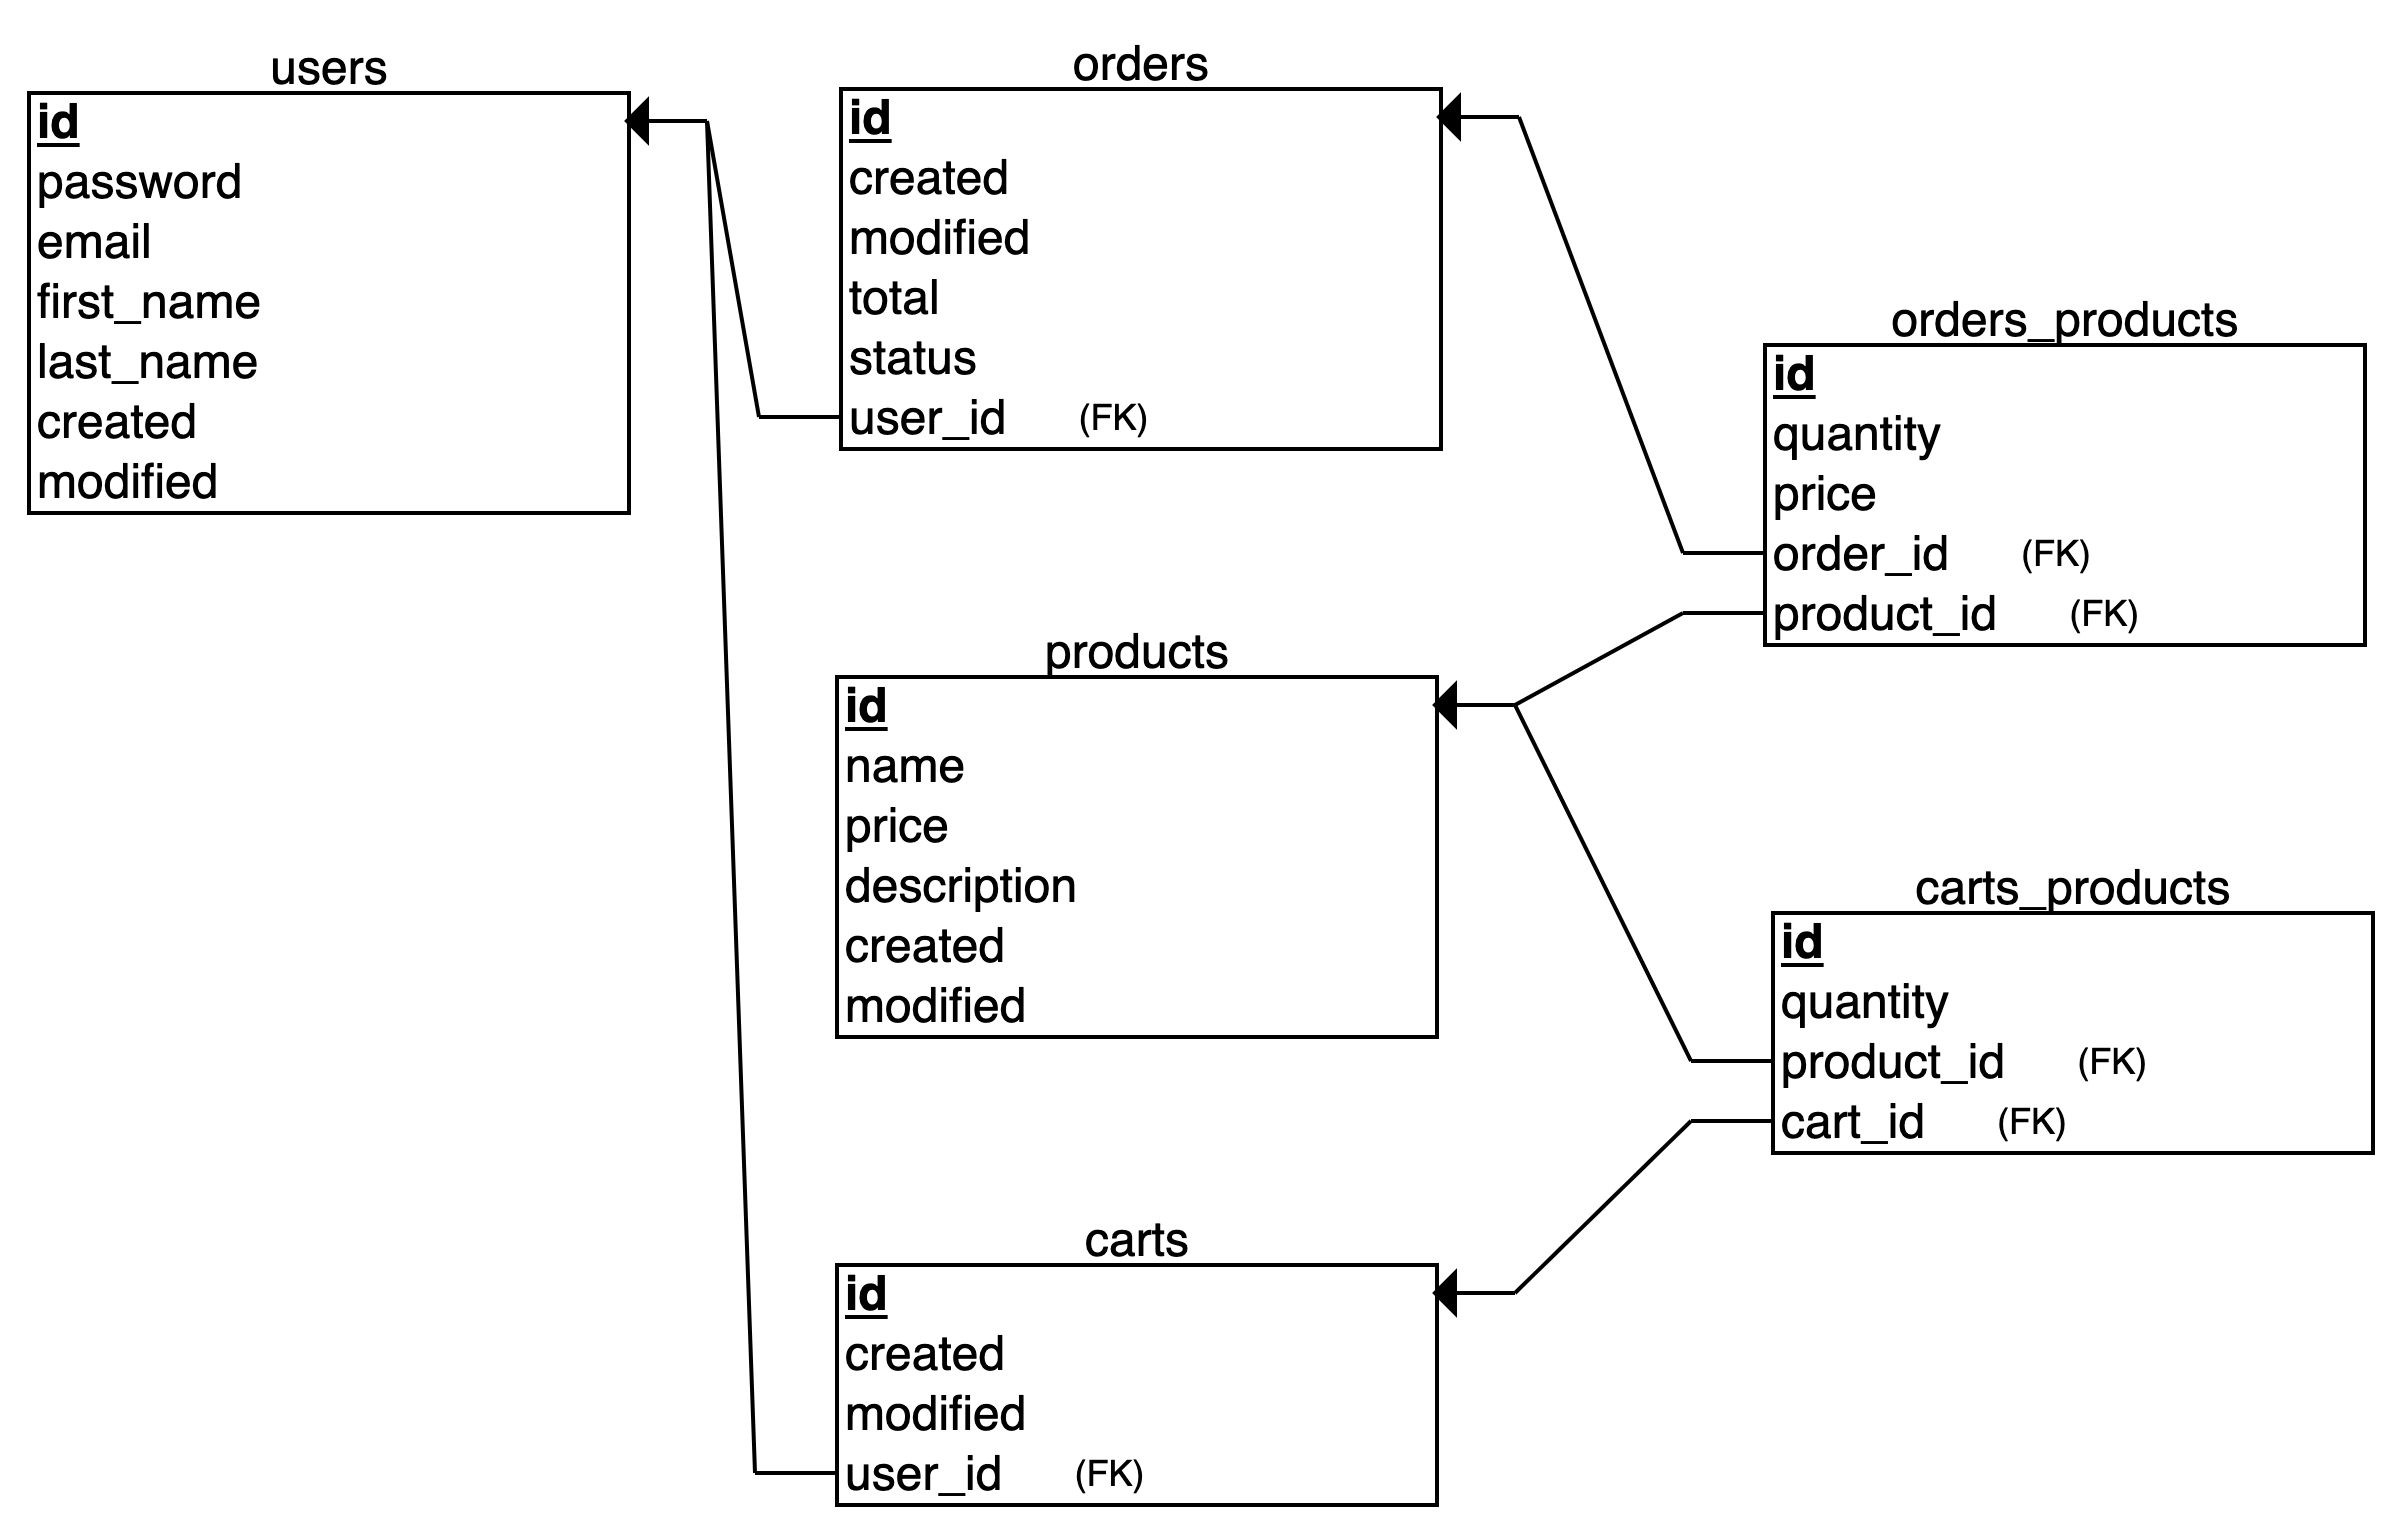 users
id
password
email
first_name
last_name
created
modified
orders
id
created
modified
total
status
user_id (FK)
orders_products
id
quantity
price
order_id (FK)
product_id (FK)
products
id
name
price
description
created
modified
carts_products
id
quantity
product_id (FK)
cart_id (FK)
carts
id
created
modified
user_id (FK)